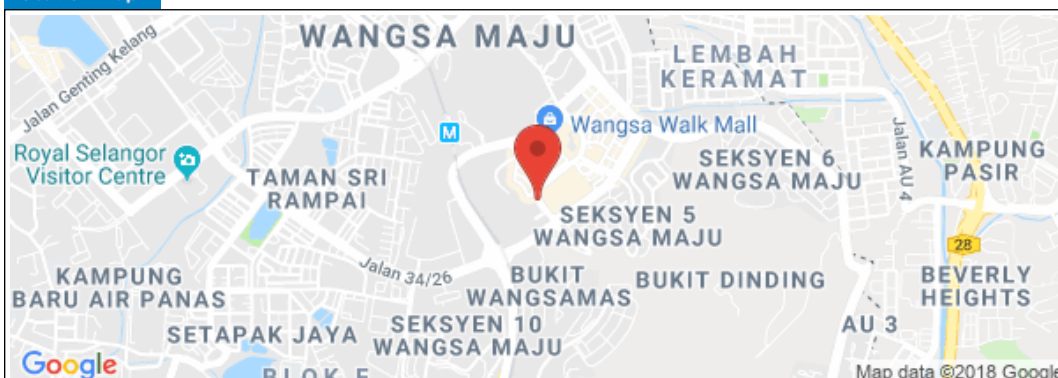 WANGSA MAJU
LEMBAH
KERAMAT
Jalan Genting Kelang
M
Wangsa Walk Mall
Jalan AU 4
KAMPUNG
PASIR
Royal Selangor
Visitor Centre
TAMAN SRI
RAMPAI
SEKSYEN 6
WANGSA MAJU
SEKSYEN 5
WANGSA MAJU
28
Jalan 34/26
KAMPUNG
BARU AIR PANAS
BUKIT
WANGSAMAS
BUKIT DINDING
BEVERLY
HEIGHTS
SETAPAK JAYA
SEKSYEN 10
WANGSA MAJU
AU 3
Google
BLOK F
Map data ©2018 Google